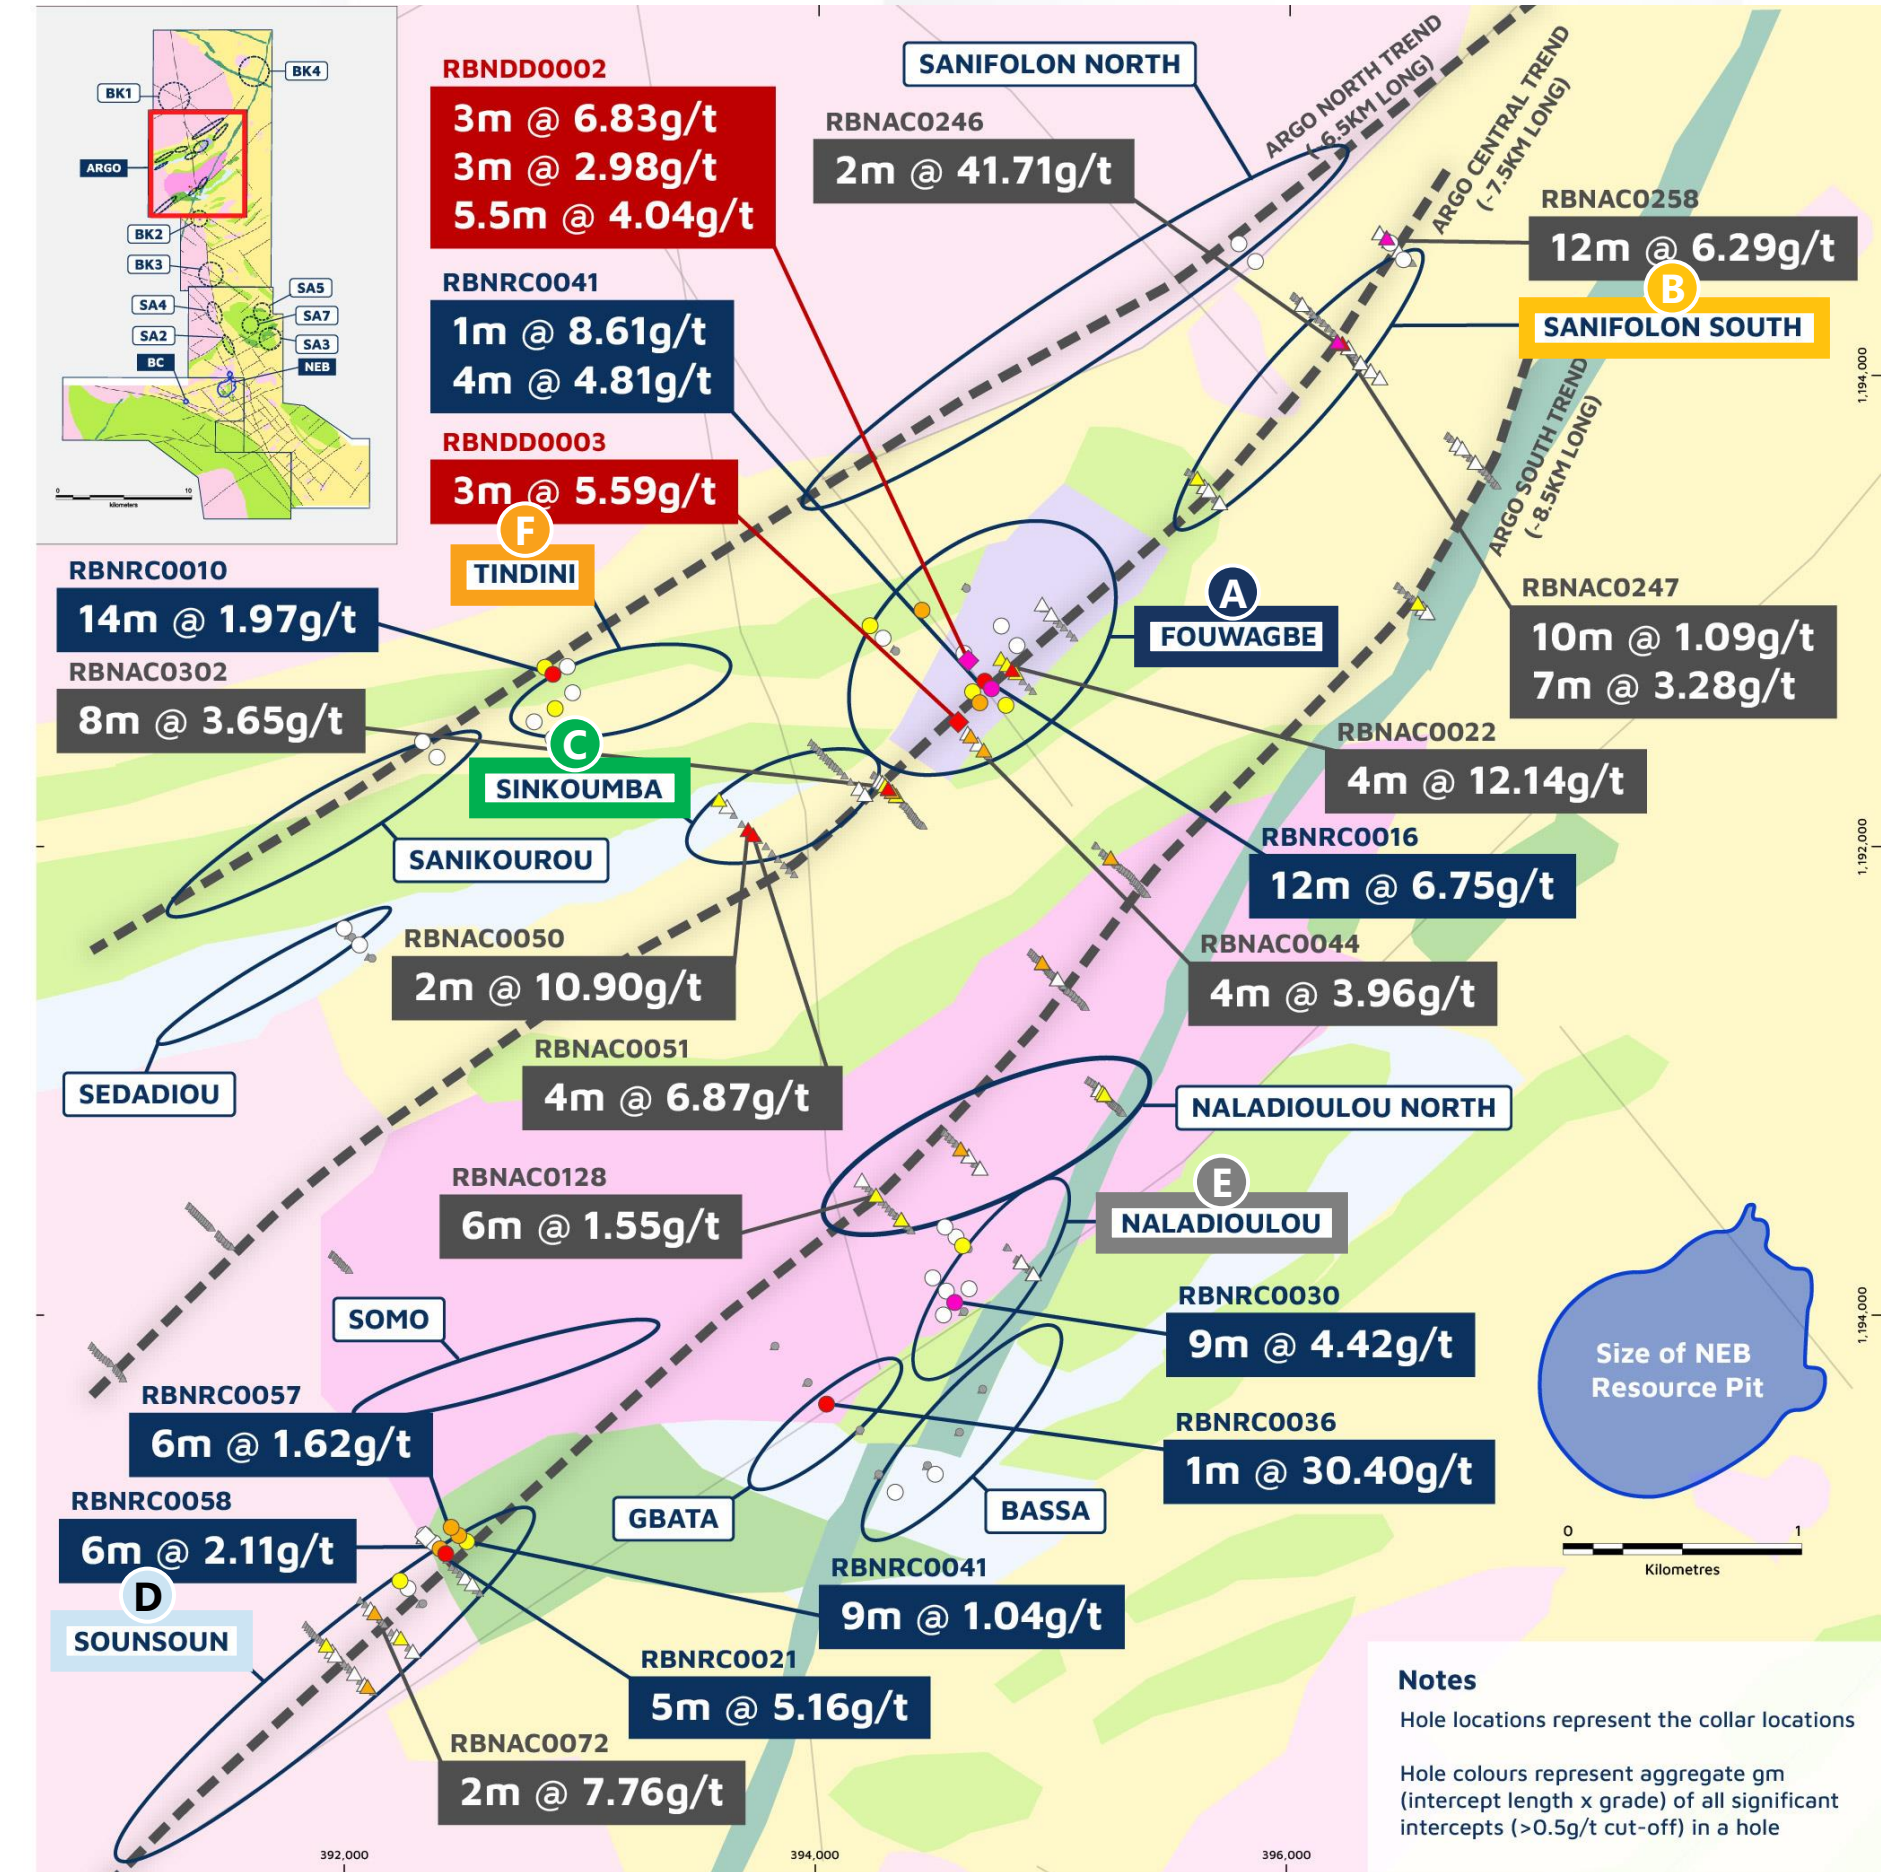 BK4
BK1
ARGO
BK2
BK3
SA5
SA4
SA7
SA2
SA3
BC
NEB
0 10
kilometers
RBNDD0002
3m @ 6.83g/t
3m @ 2.98g/t
5.5m @ 4.04g/t
RBNRC0041
1m @ 8.61g/t
4m @ 4.81g/t
RBNDD0003
3m @ 5.59g/t
F
TINDINI
SANIFOLON NORTH
RBNAC0246
2m @ 41.71g/t
ARGO NORTH TREND
(~6.5KM LONG)
ARGO CENTRAL TREND
(~7.5KM LONG)
RBNAC0258
12m @ 6.29g/t
B
SANIFOLON SOUTH
1,194,000
ARGO SOUTH TREND
(~8.5KM LONG)
RBNRC0010
14m @ 1.97g/t
RBNAC0302
8m @ 3.65g/t
A
FOUWAGBE
RBNAC0247
10m @ 1.09g/t
7m @ 3.28g/t
C
SINKOUMBA
RBNAC0022
4m @ 12.14g/t
SANIKOUROU
RBNRC0016
12m @ 6.75g/t
1,192,000
RBNAC0050
2m @ 10.90g/t
RBNAC0044
4m @ 3.96g/t
RBNAC0051
4m @ 6.87g/t
SEDADIOU
NALADIOULOU NORTH
RBNAC0128
6m @ 1.55g/t
E
NALADIOULOU
SOMO
RBNRC0030
9m @ 4.42g/t
1,194,000
Size of NEB
Resource Pit
RBNRC0057
6m @ 1.62g/t
RBNRC0036
1m @ 30.40g/t
RBNRC0058
6m @ 2.11g/t
GBATA
BASSA
0 1
Kilometres
D
SOUNSOUN
RBNRC0041
9m @ 1.04g/t
RBNRC0021
5m @ 5.16g/t
RBNAC0072
2m @ 7.76g/t
Notes
Hole locations represent the collar locations
Hole colours represent aggregate gm
(intercept length x grade) of all significant
intercepts (>0.5g/t cut-off) in a hole
392,000
394,000
396,000